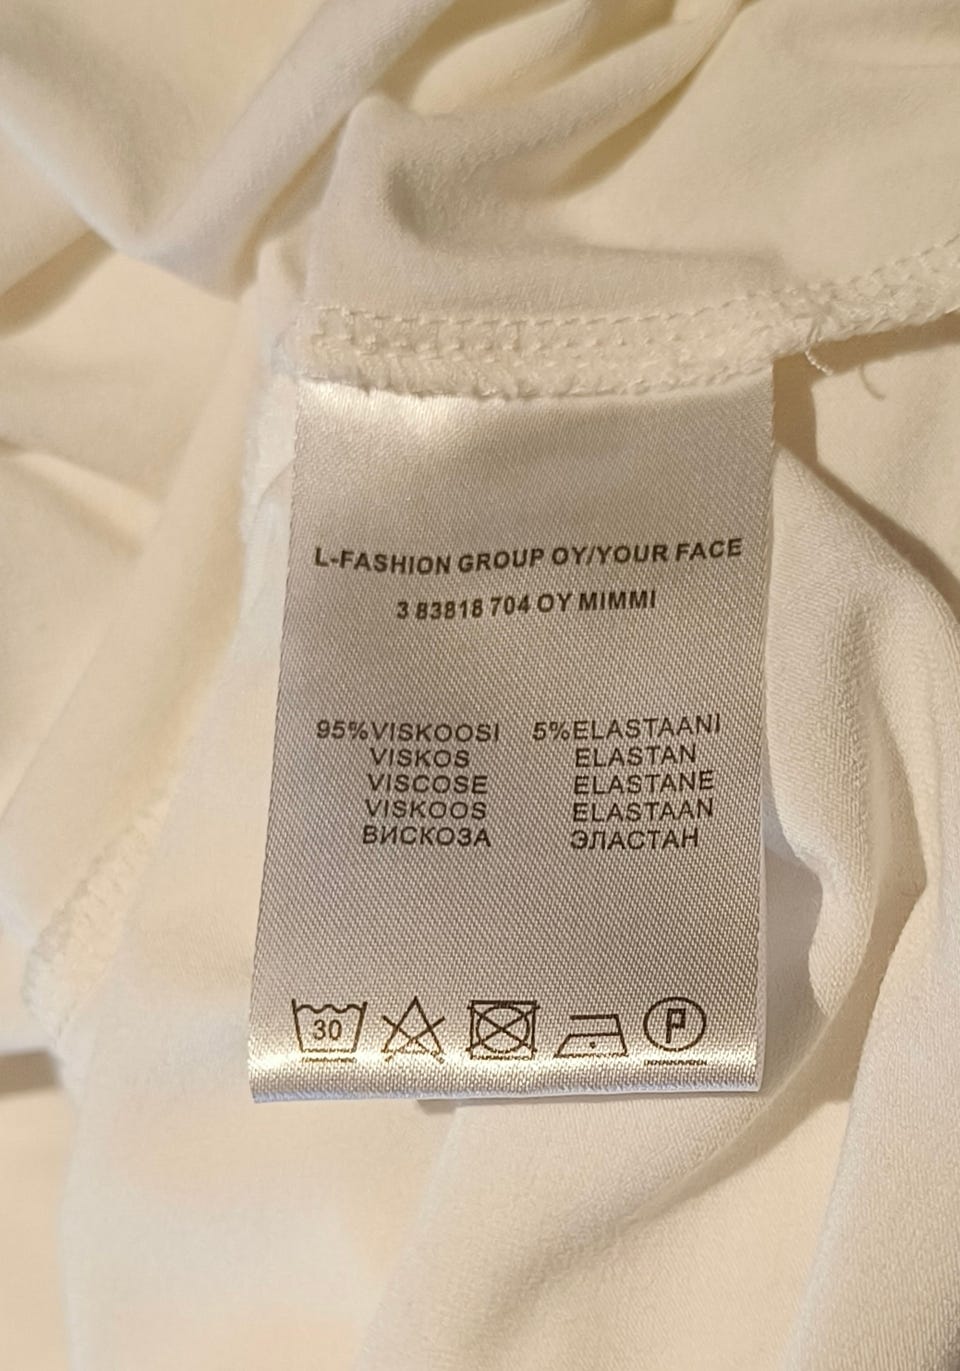 L-FASHION GROUP OY/YOUR FACE
3 83818 704 OY MIMMI
95%VISKOOSI 5%ELASTAANI
VISKOS ELASTAN
VISCOSE ELASTANE
VISKOOS ELASTAAN
ВИСКОЗА ЭЛАСТАН
30 P